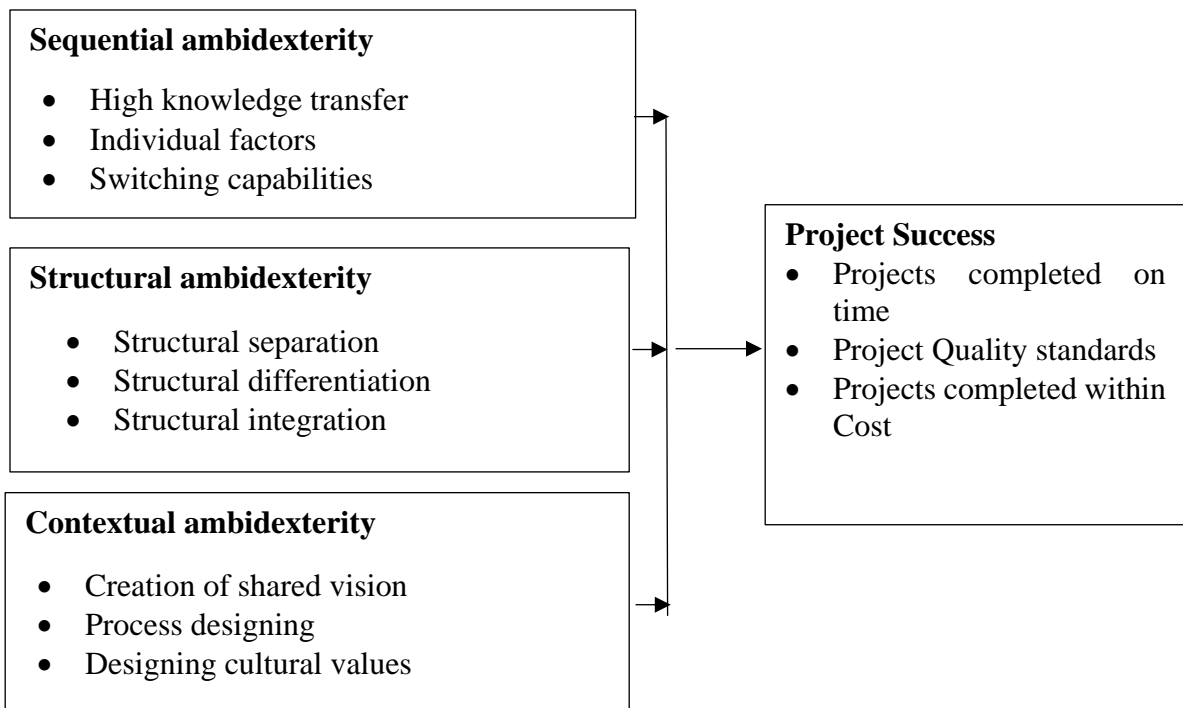 Sequential ambidexterity
• High knowledge transfer
• Individual factors
• Switching capabilities
Structural ambidexterity
• Structural separation
• Structural differentiation
• Structural integration
Contextual ambidexterity
• Creation of shared vision
• Process designing
• Designing cultural values
Project Success
• Projects completed on
time
• Project Quality standards
• Projects completed within
Cost